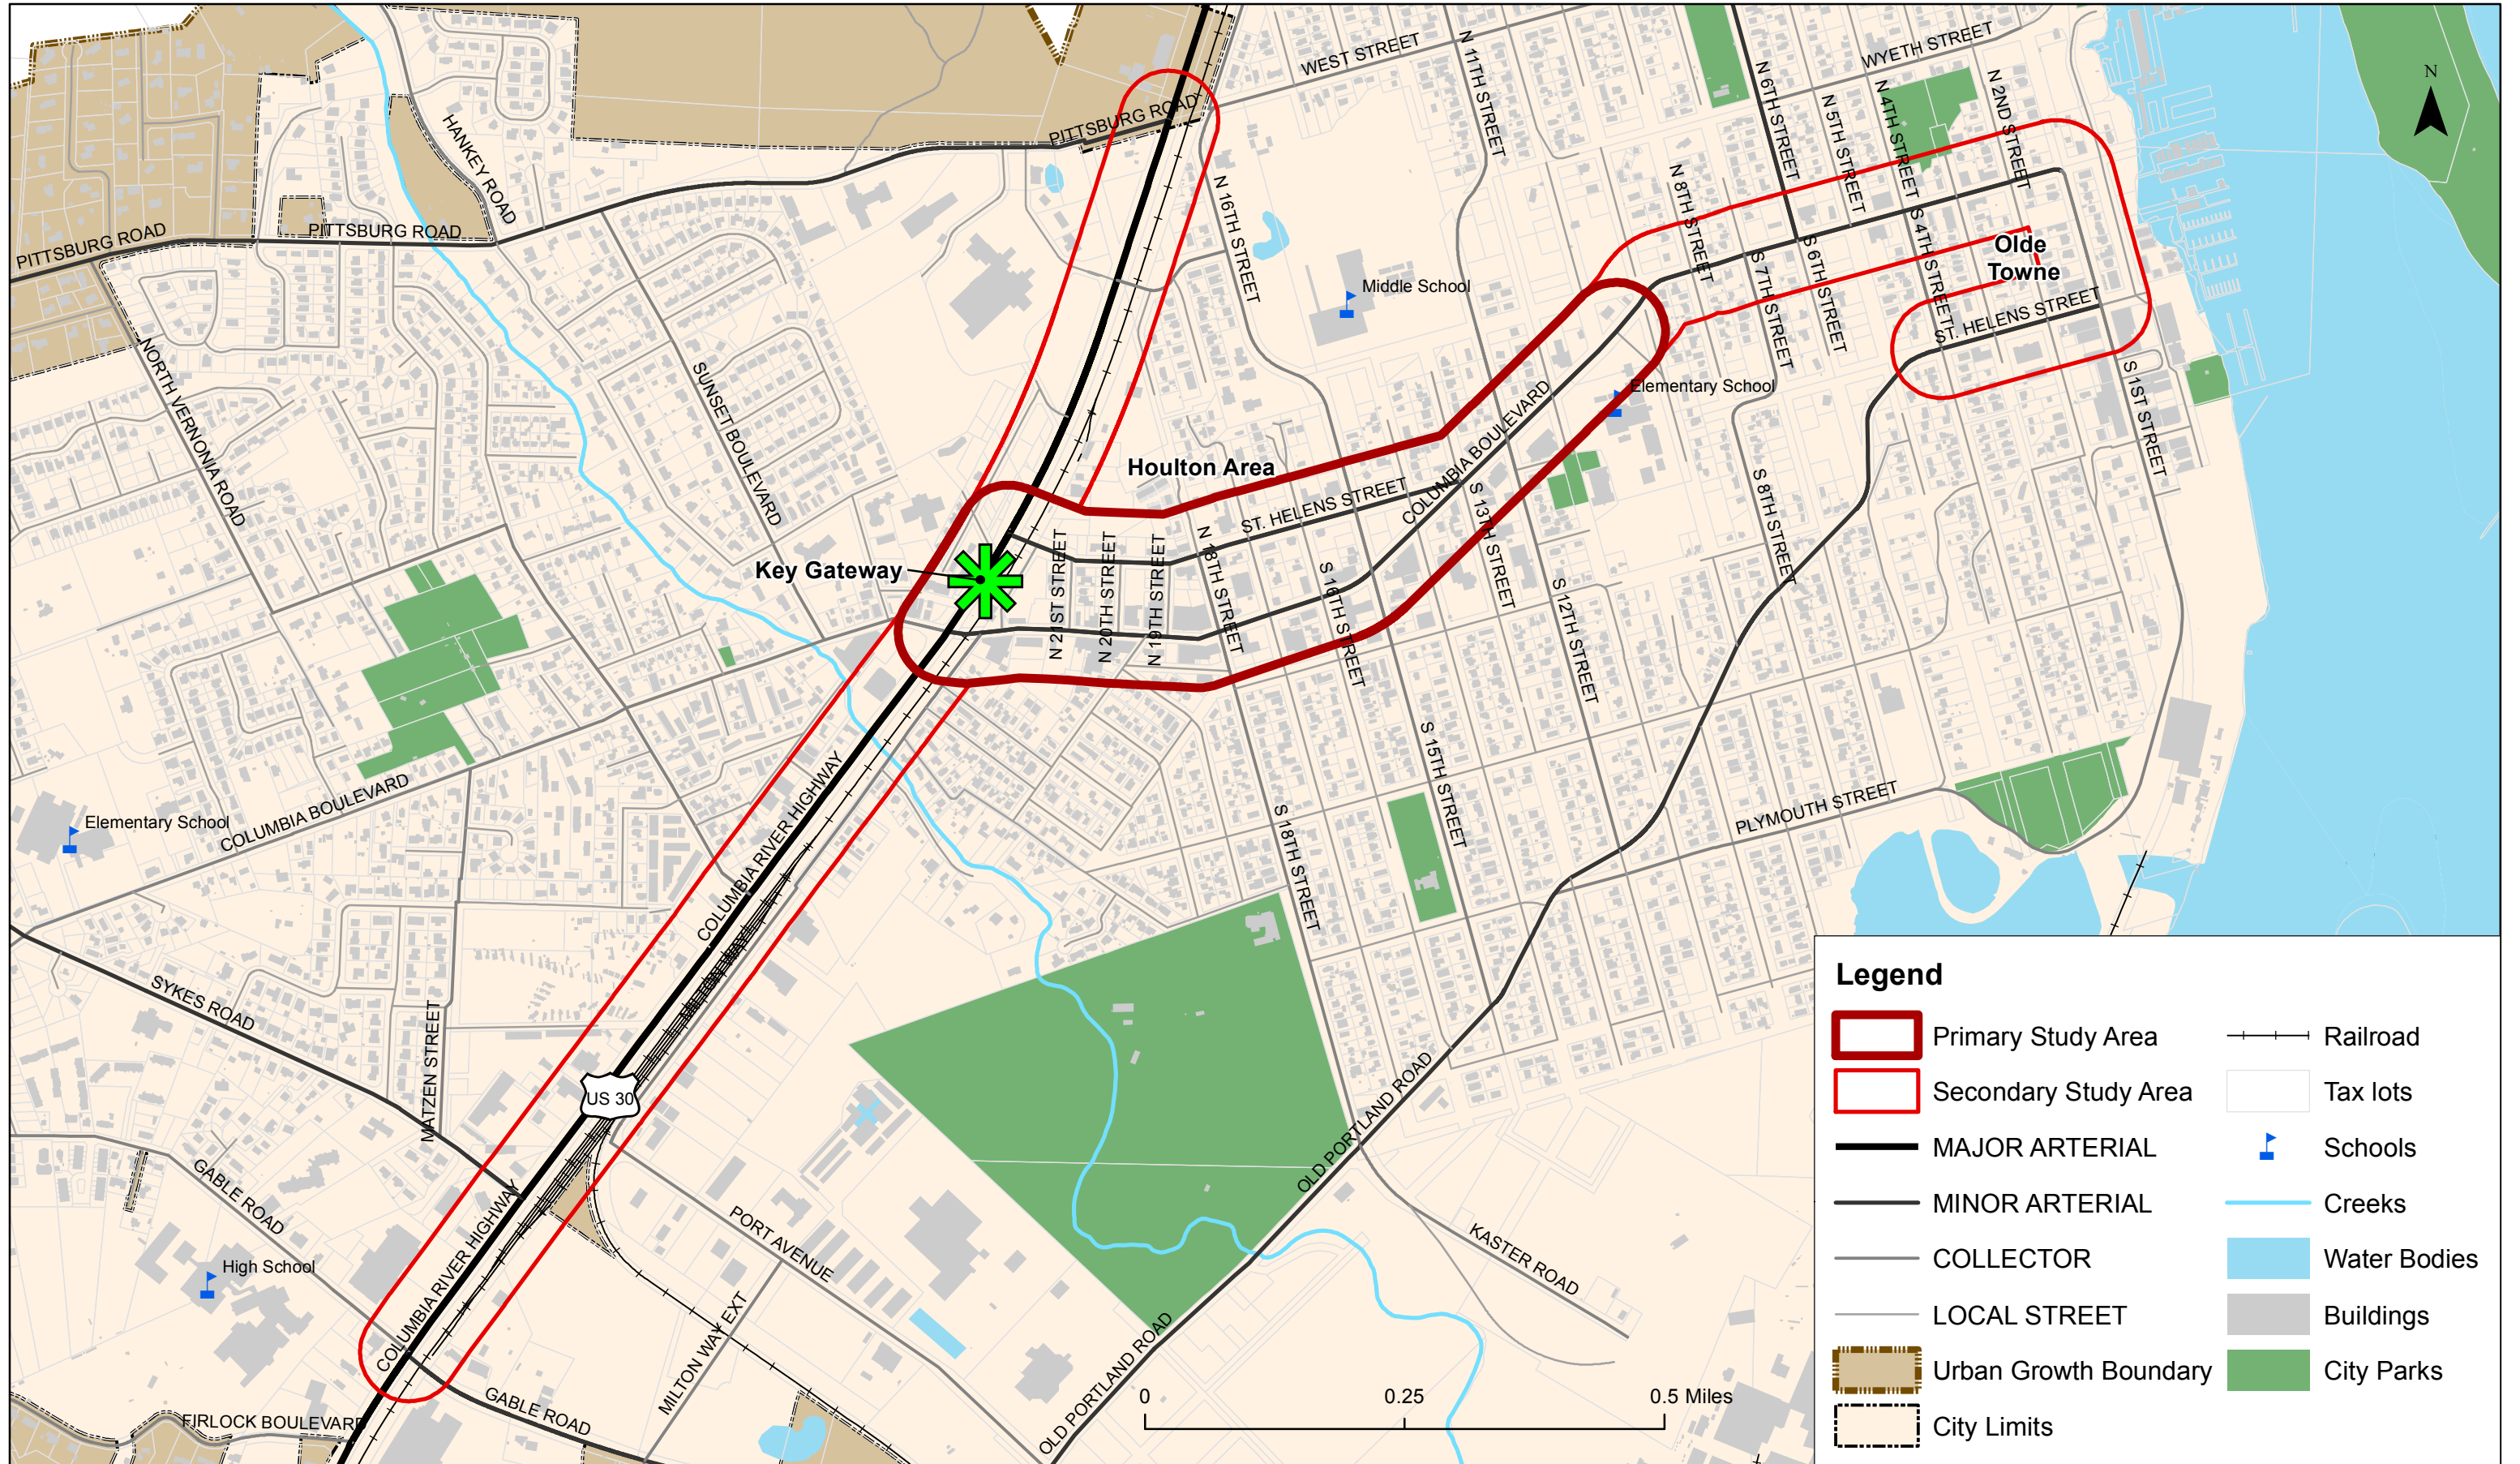 WEST STREET
N 11TH STREET
N 6TH STREET
WYETH STREET
N 5TH STREET
N 4TH STREET
N 2ND STREET
N
HANKEY ROAD
PITTSBURG ROAD
PITTSBURG ROAD
PITTSBURG ROAD
N 16TH STREET
N 8TH STREET
S 7TH STREET
S 6TH STREET
S 4TH STREET
Olde
Towne
ST. HELENS STREET
Middle School
Elementary School
NORTH VERNONIA ROAD
SUNSET BOULEVARD
S 1ST STREET
COLUMBIA BOULEVARD
Houlton Area
ST. HELENS STREET
Key Gateway
N 21ST STREET
N 20TH STREET
N 19TH STREET
N 18TH STREET
S 16TH STREET
S 13TH STREET
S 12TH STREET
S 8TH STREET
S 15TH STREET
S 18TH STREET
PLYMOUTH STREET
COLUMBIA RIVER HIGHWAY
MILTON WAY
COLUMBIA BOULEVARD
Elementary School
SYKES ROAD
MATZEN STREET
US 30
GABLE ROAD
High School
COLUMBIA RIVER HIGHWAY
PORT AVENUE
MILTON WAY EXT
GABLE ROAD
FIRLOCK BOULEVARD
OLD PORTLAND ROAD
OLD PORTLAND ROAD
KASTER ROAD
0 0.25 0.5 Miles
Legend
Primary Study Area
Secondary Study Area
MAJOR ARTERIAL
MINOR ARTERIAL
COLLECTOR
LOCAL STREET
Urban Growth Boundary
City Limits
Railroad
Tax lots
Schools
Creeks
Water Bodies
Buildings
City Parks